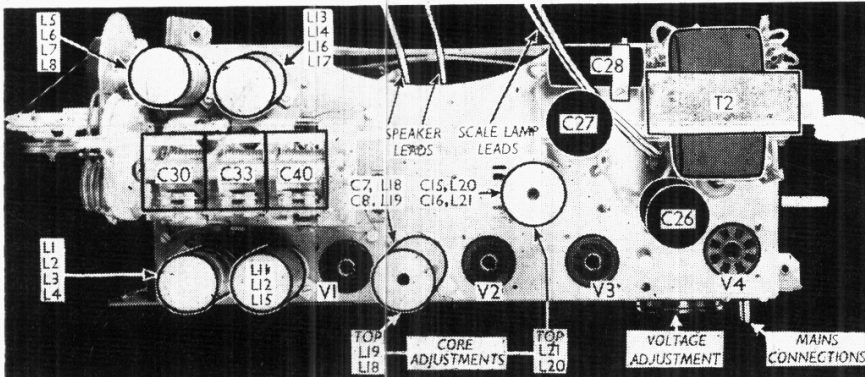 L5
L6
L7
L8
L13
L14
L16
L17
C28
T2
SPEAKER
LEADS
SCALE LAMP
LEADS
C27
C30
C33
C40
C7, L18
C8, L19
C15, L20
C16, L21
C26
L1
L2
L3
L4
L11
L12
L15
V1
V2
V3
V4
TOP
L19
L18
CORE
ADJUSTMENTS
TOP
L21
L20
VOLTAGE
ADJUSTMENT
MAINS
CONNECTIONS